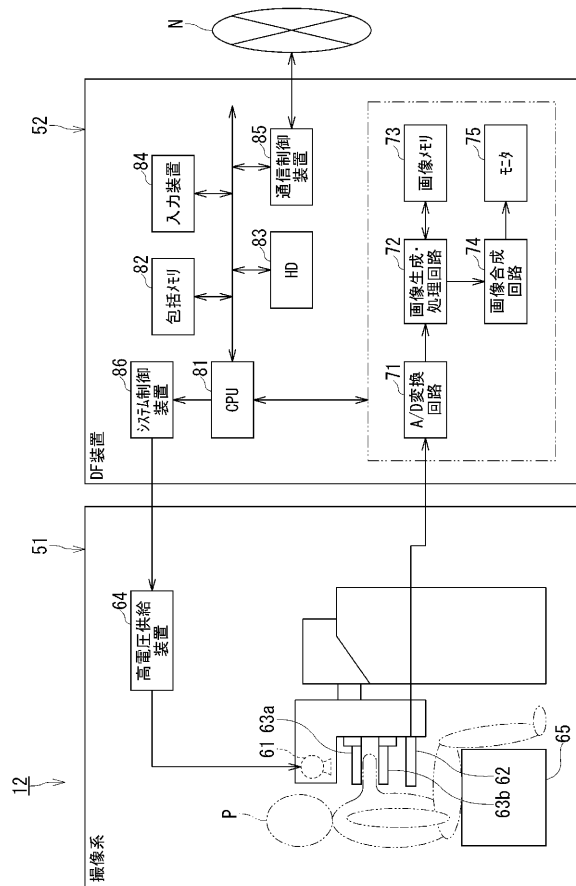 12
撮像系
51
高電圧供給
装置
64
P
61
63a
63b
62
65
DF装置
52
システム制御
装置
86
CPU
81
包括メモリ
82
入力装置
84
HD
83
通信制御
装置
85
N
A/D変換
回路
71
画像生成・
処理回路
72
画像メモリ
73
画像合成
回路
74
モニタ
75